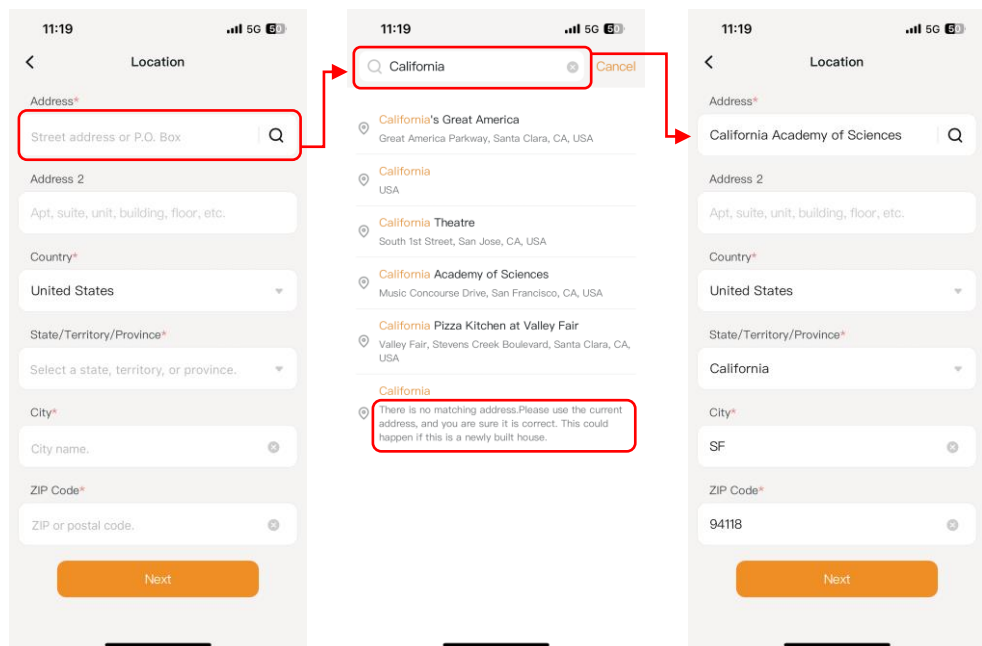 11:19
5G 50
Location
Address*
Street address or P.O. Box
Address 2
Apt, suite, unit, building, floor, etc.
Country*
United States
State/Territory/Province*
Select a state, territory, or province.
City*
City name.
ZIP Code*
ZIP or postal code.
Next
11:19
5G 50
California
Cancel
California's Great America
Great America Parkway, Santa Clara, CA, USA
California
USA
California Theatre
South 1st Street, San Jose, CA, USA
California Academy of Sciences
Music Concourse Drive, San Francisco, CA, USA
California Pizza Kitchen at Valley Fair
Valley Fair, Stevens Creek Boulevard, Santa Clara, CA,
USA
California
There is no matching address.Please use the current
address, and you are sure it is correct. This could
happen if this is a newly built house.
11:19
5G 50
Location
Address*
California Academy of Sciences
Address 2
Apt, suite, unit, building, floor, etc.
Country*
United States
State/Territory/Province*
California
City*
SF
ZIP Code*
94118
Next